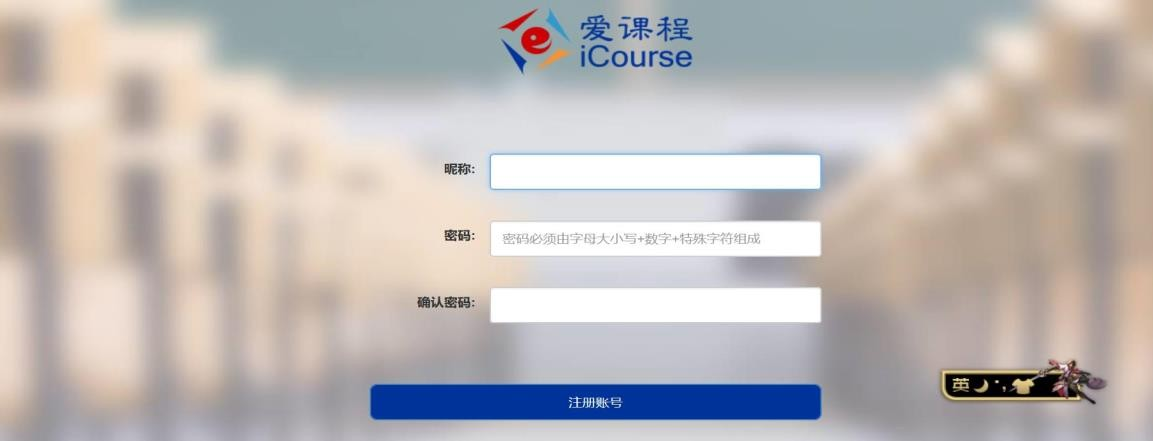 爱课程
iCourse
昵称:
密码:
密码必须由字母大小写+数字+特殊字符组成
确认密码:
英
注册账号